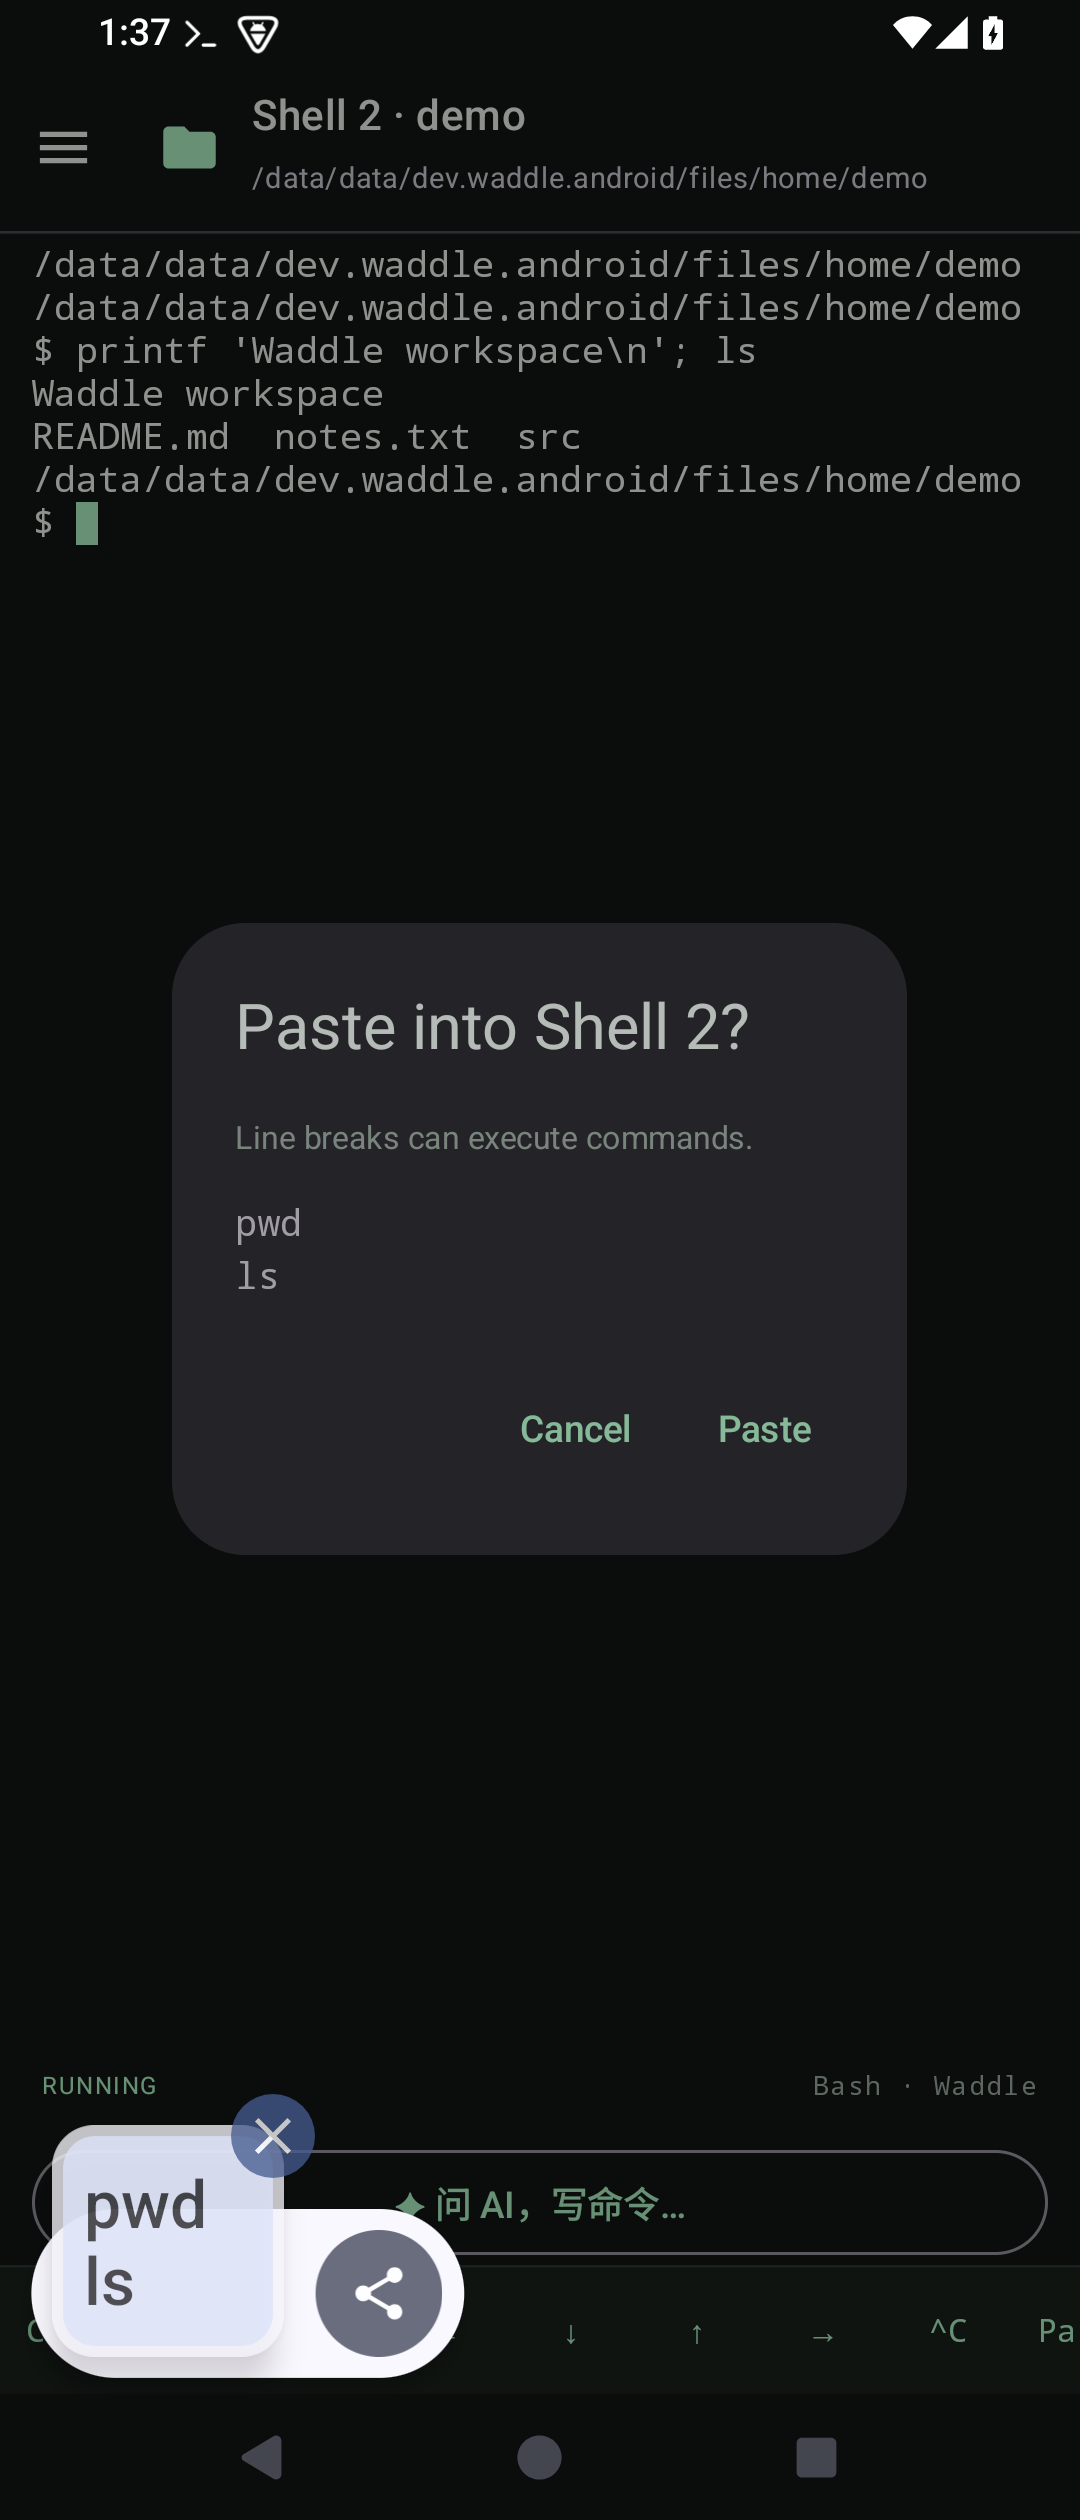 1:37
Shell 2 · demo
/data/data/dev.waddle.android/files/home/demo
/data/data/dev.waddle.android/files/home/demo
/data/data/dev.waddle.android/files/home/demo
$ printf 'Waddle workspace\n'; ls
Waddle workspace
README.md  notes.txt  src
/data/data/dev.waddle.android/files/home/demo
$
Paste into Shell 2?
Line breaks can execute commands.
pwd
ls
Cancel Paste
RUNNING Bash · Waddle
✦ 问 AI，写命令…
pwd
ls
↓ ↑ → ^C Pa